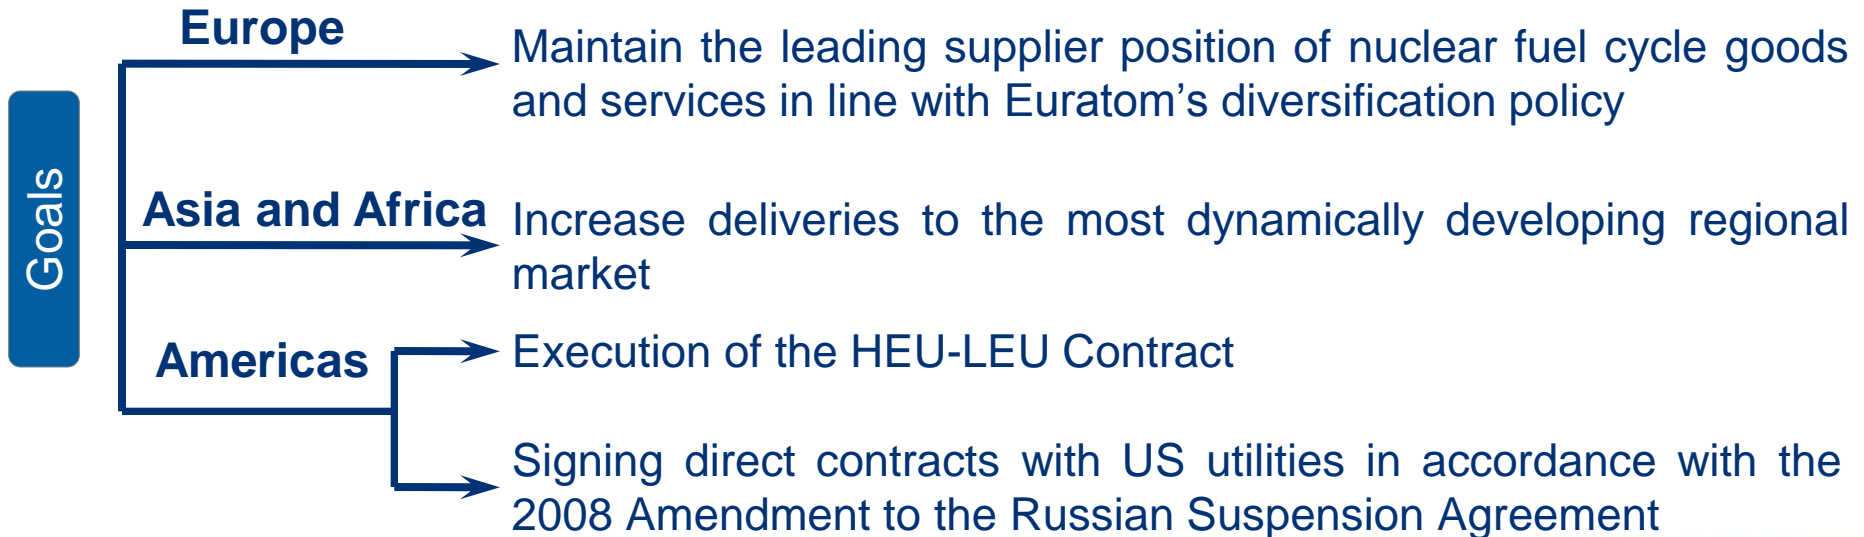 Goals
Europe
Maintain the leading supplier position of nuclear fuel cycle goods
and services in line with Euratom’s diversification policy
Asia and Africa
Increase deliveries to the most dynamically developing regional
market
Americas
Execution of the HEU-LEU Contract
Signing direct contracts with US utilities in accordance with the
2008 Amendment to the Russian Suspension Agreement